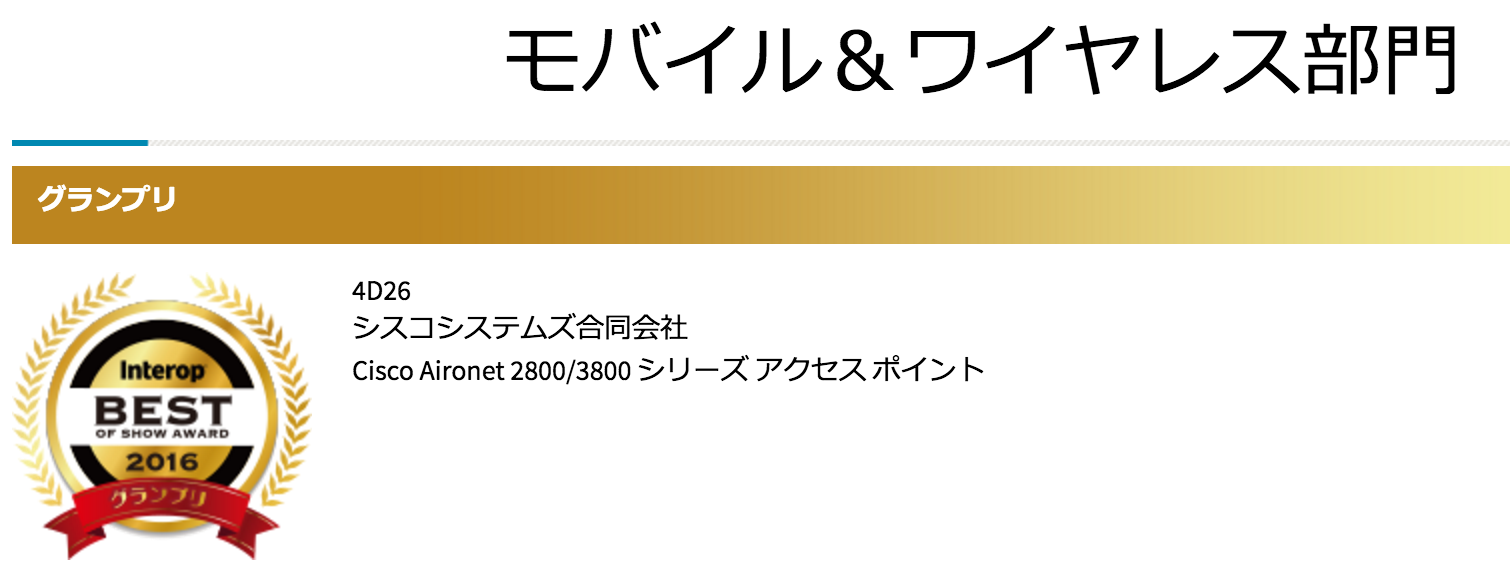 モバイル＆ワイヤレス部門
グランプリ
4D26
シスコシステムズ合同会社
Cisco Aironet 2800/3800 シリーズ アクセス ポイント
Interop
BEST
OF SHOW AWARD
2016
グランプリ